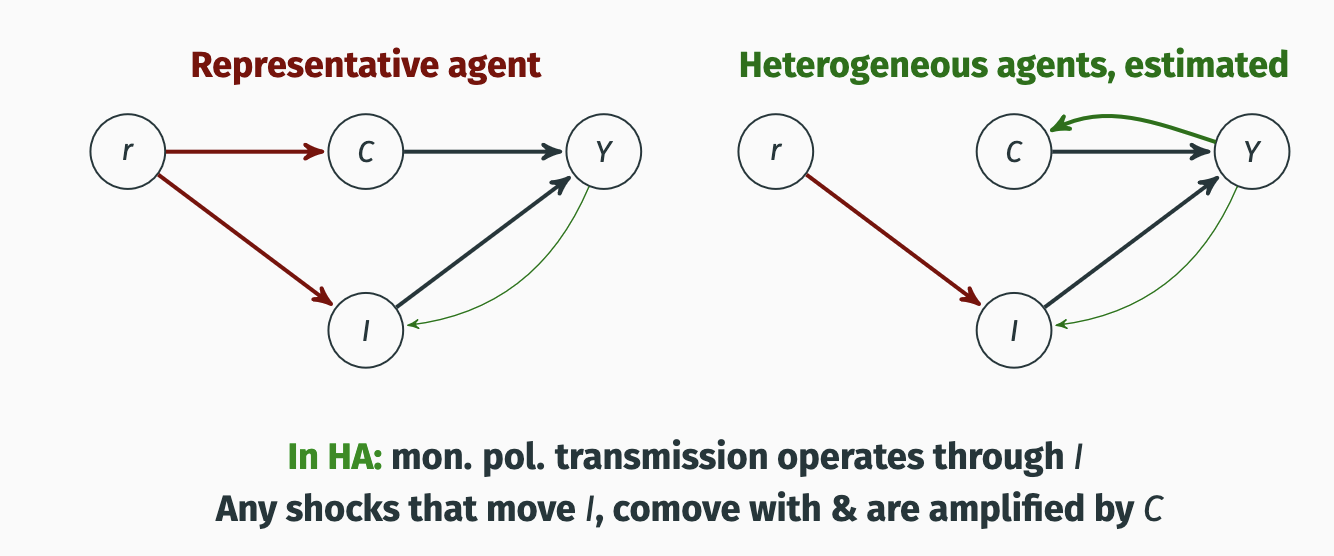 Representative agent
Heterogeneous agents, estimated
r
C
Y
I
r
C
Y
I
In HA: mon. pol. transmission operates through I
Any shocks that move I, comove with & are amplified by C